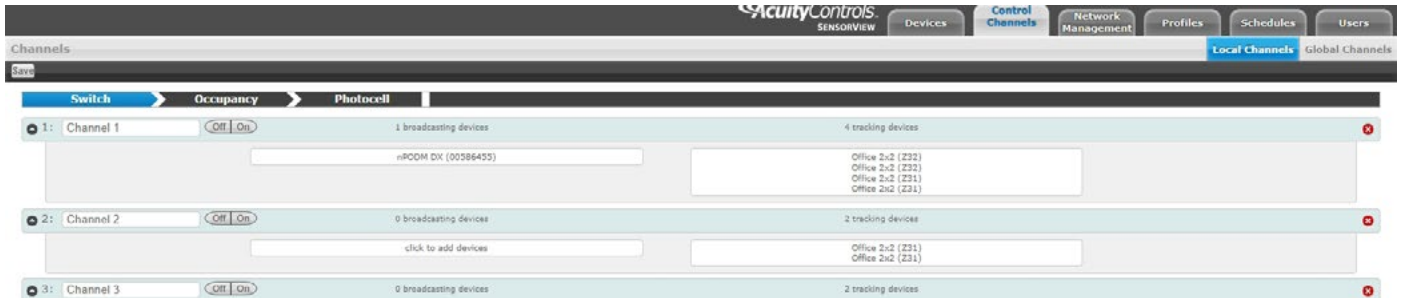 AcuityControls.
SENSORVIEW
Devices
Control Channels
Network Management
Profiles
Schedules
Users
Channels
Local Channels
Global Channels
Save
Switch
Occupancy
Photocell
1: Channel 1 Off On 1 broadcasting devices 4 tracking devices
nPODM DX (00586455)
Office 2x2 (Z32)
Office 2x2 (Z32)
Office 2x2 (Z31)
Office 2x2 (Z31)
2: Channel 2 Off On 0 broadcasting devices 2 tracking devices
click to add devices
Office 2x2 (Z31)
Office 2x2 (Z31)
3: Channel 3 Off On 0 broadcasting devices 2 tracking devices